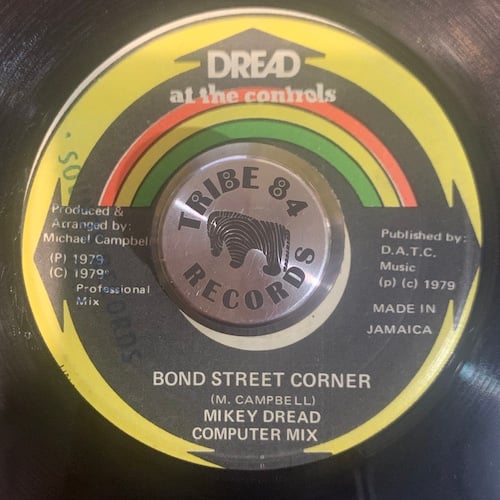 DREAD
at the controls
TRIBE 84
RECORDS
Produced &
Arranged by:
Michael Campbell
(P) 1979
(C) 1979
Professional
Mix
Published by:
D.A.T.C.
Music
(p) (c) 1979
MADE IN
JAMAICA
BOND STREET CORNER
(M. CAMPBELL)
MIKEY DREAD
COMPUTER MIX